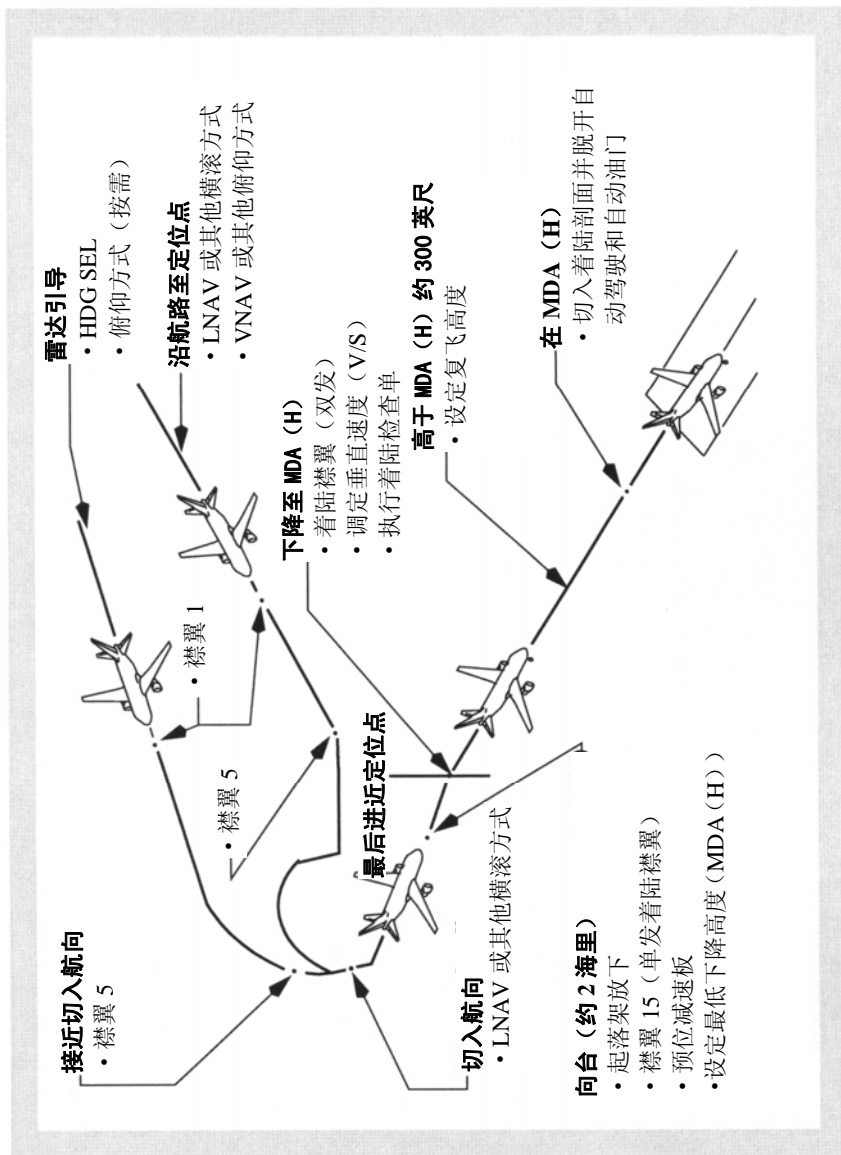 雷达引导
·HDG SEL
·俯仰方式（按需）
沿航路至定位点
·LNAV 或其他横滚方式
·VNAV 或其他俯仰方式
·襟翼 1
·襟翼 5
接近切入航向
·襟翼 5
切入航向
·LNAV 或其他横滚方式
最后进近定位点
下降至 MDA（H）
·着陆襟翼（双发）
·调定垂直速度（V/S）
·执行着陆检查单
高于 MDA（H）约 300 英尺
·设定复飞高度
在 MDA（H）
·切入着陆剖面并脱开自
动驾驶和自动油门
向台（约 2 海里）
·起落架放下
·襟翼 15（单发着陆襟翼）
·预位减速板
·设定最低下降高度（MDA（H））